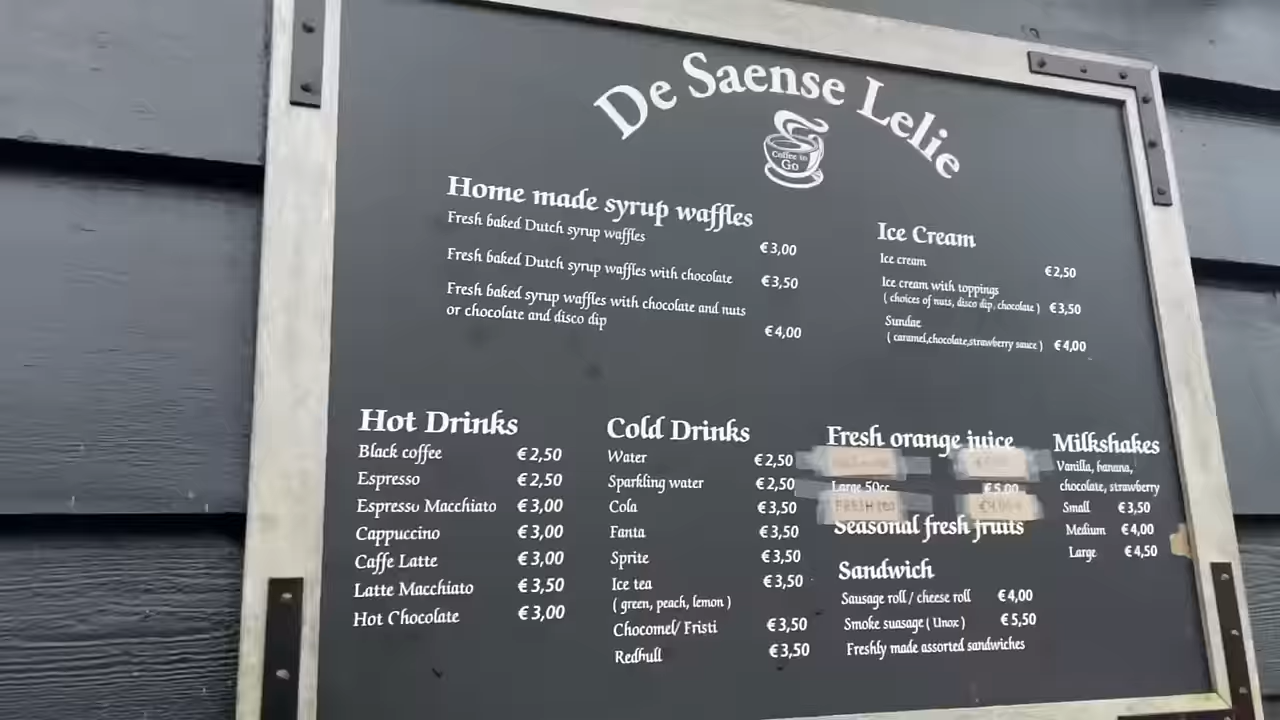 De Saense Lelie
Coffee to
Go
Home made syrup waffles
Fresh baked Dutch syrup waffles €3,00
Fresh baked Dutch syrup waffles with chocolate €3,50
Fresh baked syrup waffles with chocolate and nuts
or chocolate and disco dip €4,00
Ice Cream
Ice cream €2,50
Ice cream with toppings
( choices of nuts, disco dip, chocolate ) €3,50
Sundae
( caramel,chocolate,strawberry sauce ) €4,00
Hot Drinks
Black coffee €2,50
Espresso €2,50
Espresso Macchiato €3,00
Cappuccino €3,00
Caffe Latte €3,00
Latte Macchiato €3,50
Hot Chocolate €3,00
Cold Drinks
Water €2,50
Sparkling water €2,50
Cola €3,50
Fanta €3,50
Sprite €3,50
Ice tea €3,50
( green, peach, lemon )
Chocomel/ Fristi €3,50
Redbull €3,50
Fresh orange juice
Large 50cc €5,00
Fresh tea
Seasonal fresh fruits
Sandwich
Sausage roll / cheese roll €4,00
Smoke suasage ( Unox ) €5,50
Freshly made assorted sandwiches
Milkshakes
Vanilla, banana,
chocolate, strawberry
Small €3,50
Medium €4,00
Large €4,50